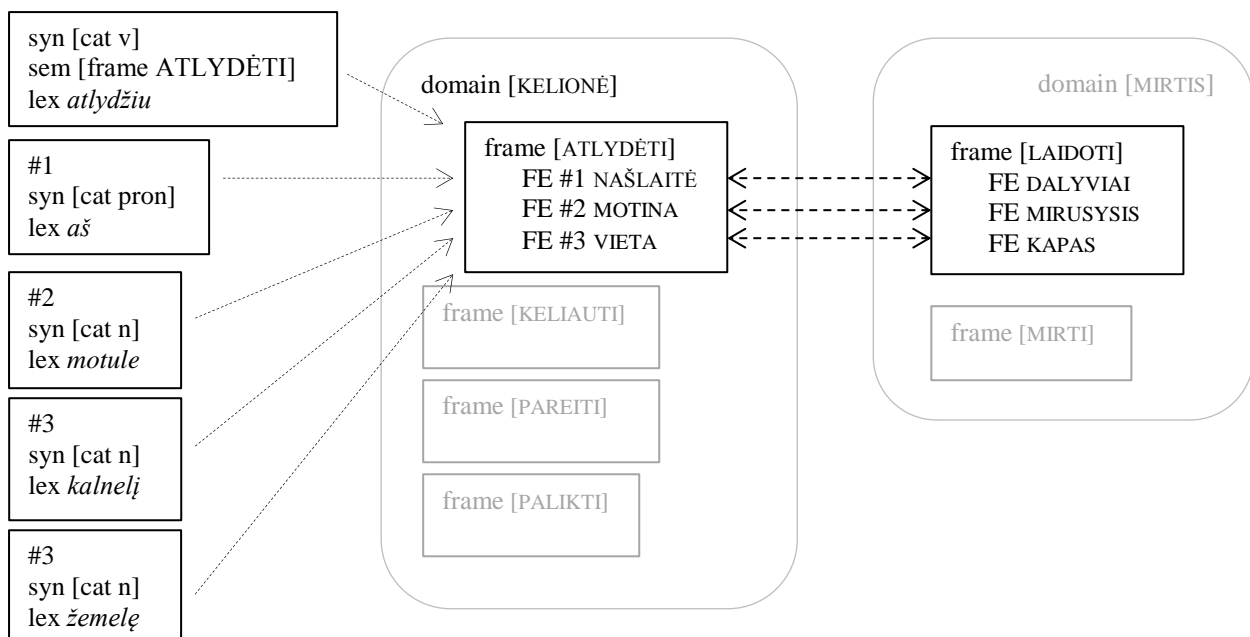 syn [cat v]
sem [frame ATLYDĖTI]
lex atlydžiu
#1
syn [cat pron]
lex aš
#2
syn [cat n]
lex motule
#3
syn [cat n]
lex kalnelį
#3
syn [cat n]
lex žemelę
domain [KELIONĖ]
frame [ATLYDĖTI]
FE #1 NAŠLAITĖ
FE #2 MOTINA
FE #3 VIETA
frame [KELIAUTI]
frame [PAREITI]
frame [PALIKTI]
domain [MIRTIS]
frame [LAIDOTI]
FE DALYVIAI
FE MIRUSYSIS
FE KAPAS
frame [MIRTI]